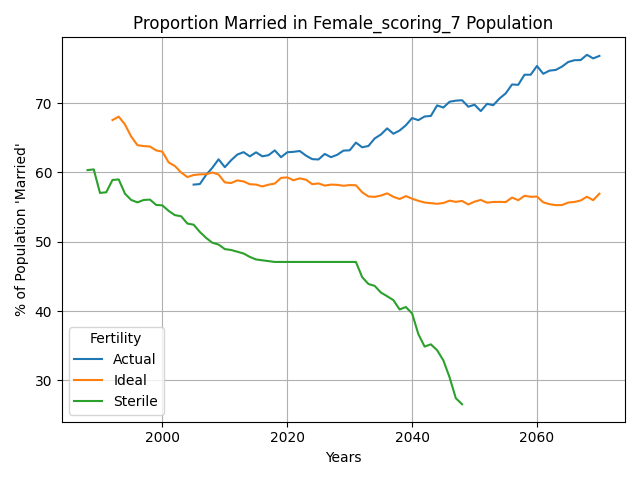 Proportion Married in Female_scoring_7 Population
% of Population 'Married'
70
60
50
40
30
Fertility
Actual
Ideal
Sterile
2000
2020
2040
2060
Years